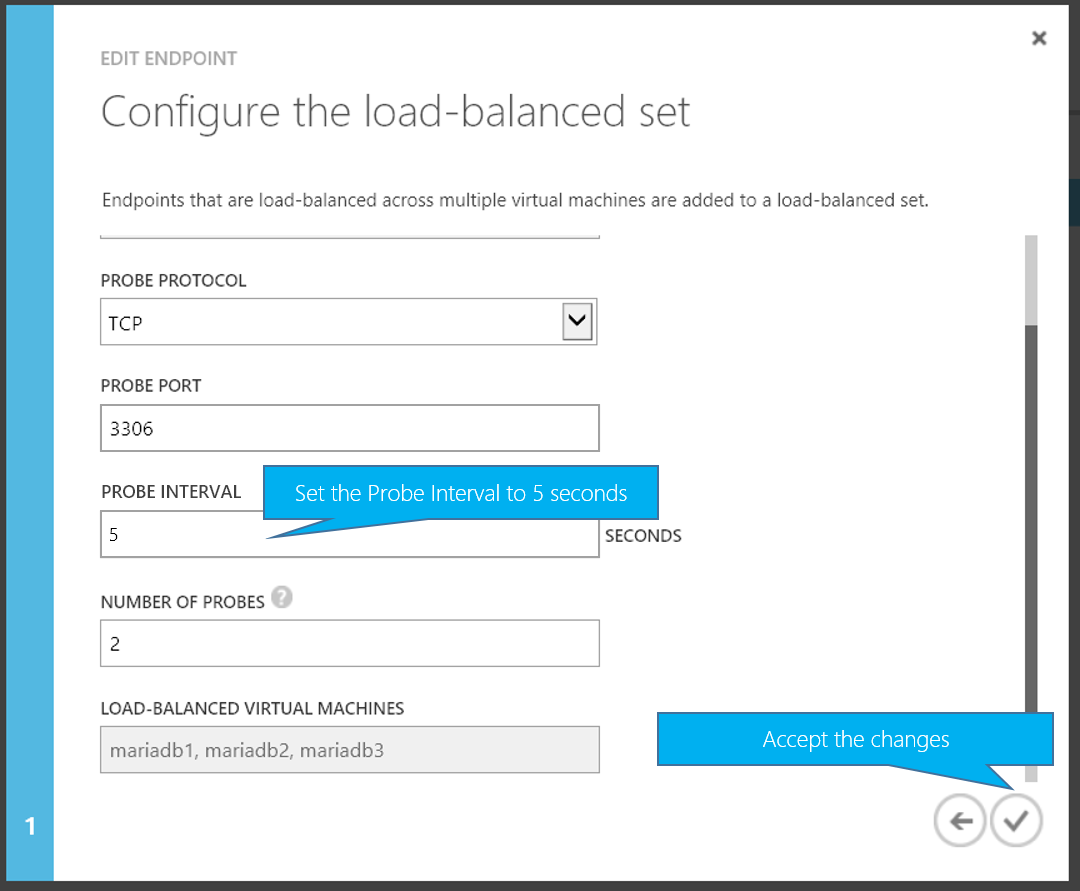 EDIT ENDPOINT
Configure the load-balanced set
Endpoints that are load-balanced across multiple virtual machines are added to a load-balanced set.
PROBE PROTOCOL
TCP
PROBE PORT
3306
PROBE INTERVAL
Set the Probe Interval to 5 seconds
5
SECONDS
NUMBER OF PROBES ?
2
LOAD-BALANCED VIRTUAL MACHINES
mariadb1, mariadb2, mariadb3
Accept the changes
1